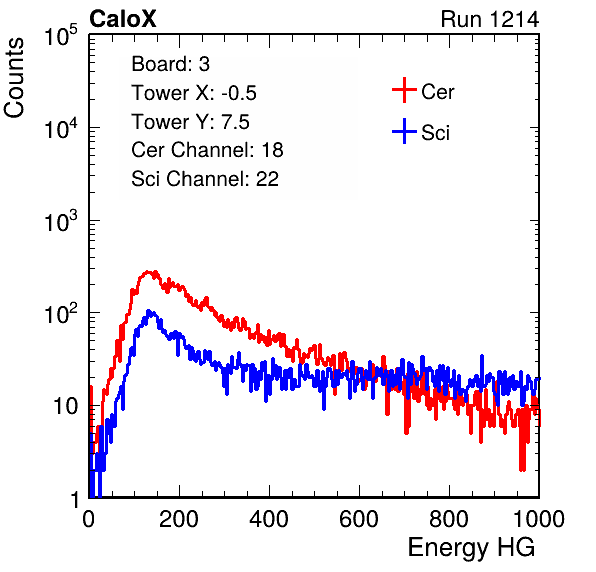 CaloX Run 1214
Counts
10^5
10^4
10^3
10^2
10
1
Board: 3
Tower X: -0.5
Tower Y: 7.5
Cer Channel: 18
Sci Channel: 22
Cer
Sci
0 200 400 600 800 1000
Energy HG